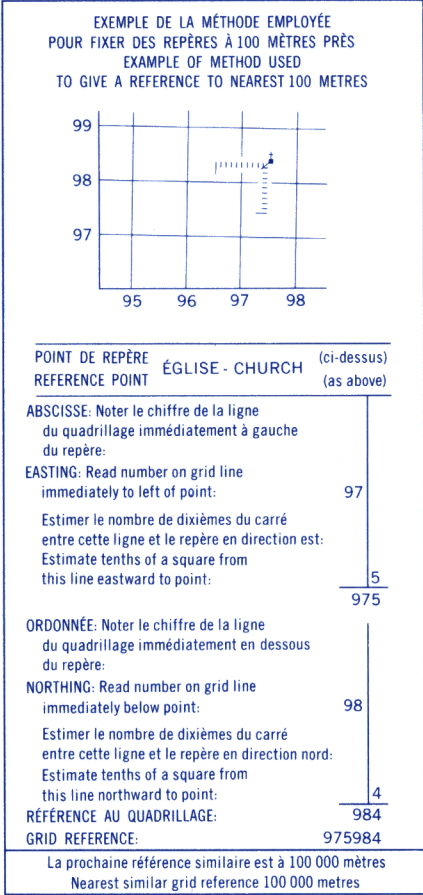 EXEMPLE DE LA MÉTHODE EMPLOYÉE
POUR FIXER DES REPÈRES À 100 MÈTRES PRÈS
EXAMPLE OF METHOD USED
TO GIVE A REFERENCE TO NEAREST 100 METRES
99
98
97
95 96 97 98
POINT DE REPÈRE
REFERENCE POINT
ÉGLISE - CHURCH
(ci-dessus)
(as above)
ABSCISSE: Noter le chiffre de la ligne
du quadrillage immédiatement à gauche
du repère:
EASTING: Read number on grid line
immediately to left of point: 97
Estimer le nombre de dixièmes du carré
entre cette ligne et le repère en direction est:
Estimate tenths of a square from
this line eastward to point: 5
975
ORDONNÉE: Noter le chiffre de la ligne
du quadrillage immédiatement en dessous
du repère:
NORTHING: Read number on grid line
immediately below point: 98
Estimer le nombre de dixièmes du carré
entre cette ligne et le repère en direction nord:
Estimate tenths of a square from
this line northward to point: 4
RÉFÉRENCE AU QUADRILLAGE: 984
GRID REFERENCE: 975984
La prochaine référence similaire est à 100 000 mètres
Nearest similar grid reference 100 000 metres